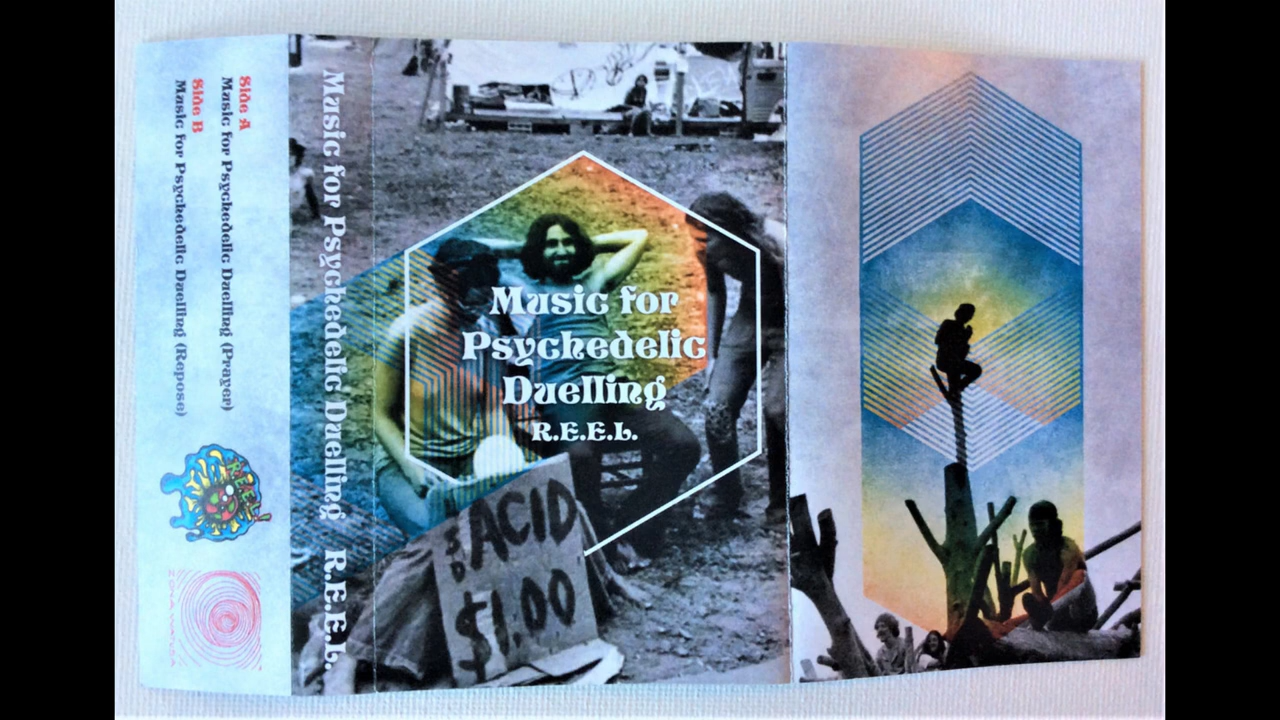 Side A
Music for Psychedelic Duelling (Prayer)
Side B
Music for Psychedelic Duelling (Repose)
R.E.E.L!
Music for Psychedelic Duelling R.E.E.L.
Music for
Psychedelic
Duelling
R.E.E.L.
ACID
$1.00